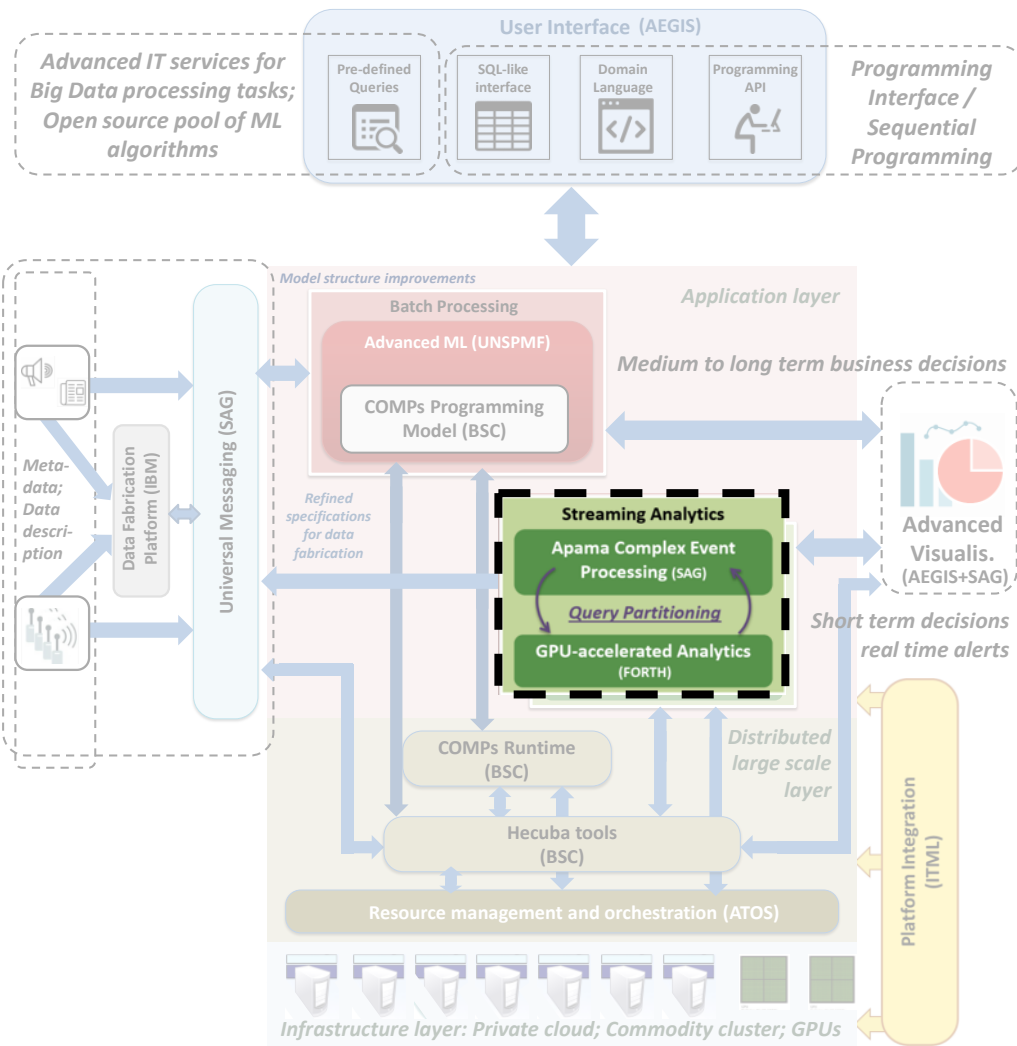 User Interface (AEGIS)
Advanced IT services for
Big Data processing tasks;
Open source pool of ML
algorithms
Pre-defined
Queries
SQL-like
interface
Domain
Language
Programming
API
Programming
Interface /
Sequential
Programming
Model structure improvements
Application layer
Batch Processing
Advanced ML (UNSPMF)
COMPs Programming
Model (BSC)
Medium to long term business decisions
Universal Messaging (SAG)
Data Fabrication
Platform (IBM)
Meta-
data;
Data
descri-
ption
Refined
specifications
for data
fabrication
Streaming Analytics
Apama Complex Event
Processing (SAG)
Query Partitioning
GPU-accelerated Analytics
(FORTH)
Advanced
Visualis.
(AEGIS+SAG)
Short term decisions
real time alerts
COMPs Runtime
(BSC)
Distributed
large scale
layer
Hecuba tools
(BSC)
Resource management and orchestration (ATOS)
Platform Integration
(ITML)
Infrastructure layer: Private cloud; Commodity cluster; GPUs